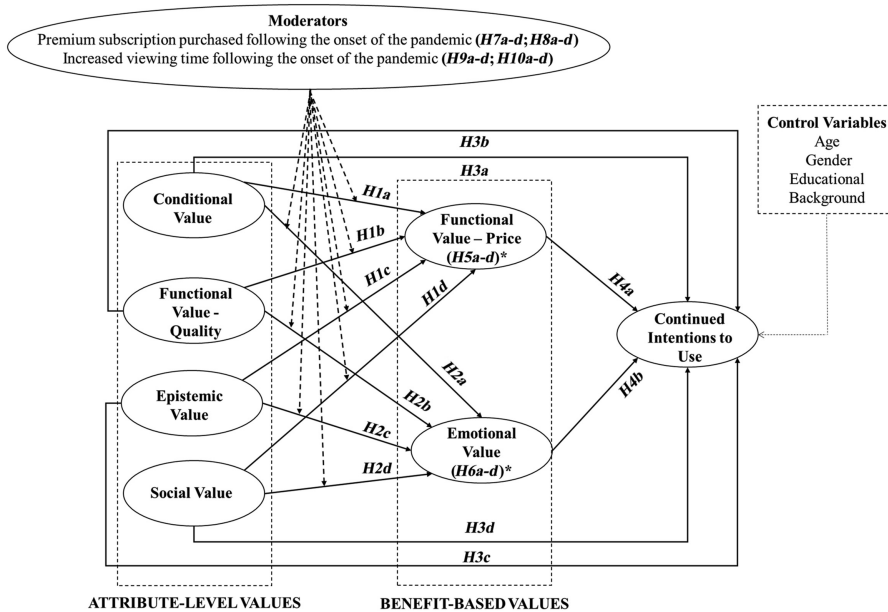 Moderators
Premium subscription purchased following the onset of the pandemic (H7a-d; H8a-d)
Increased viewing time following the onset of the pandemic (H9a-d; H10a-d)
H3b
H3a
Control Variables
Age
Gender
Educational
Background
Conditional
Value
H1a
Functional
Value – Price
(H5a-d)*
H1b
H1c
H1d
H4a
Functional
Value -
Quality
Continued
Intentions to
Use
H2a
H4b
Epistemic
Value
H2b
H2c
Emotional
Value
(H6a-d)*
H2d
Social Value
H3d
H3c
ATTRIBUTE-LEVEL VALUES
BENEFIT-BASED VALUES